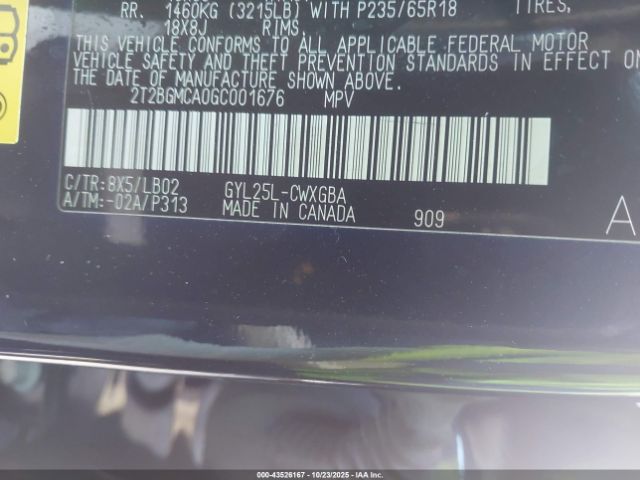 RR. 1460KG (3215LB) WITH P235/65R18 TIRES,
18X8J RIMS.
THIS VEHICLE CONFORMS TO ALL APPLICABLE FEDERAL MOTOR
VEHICLE SAFETY AND THEFT PREVENTION STANDARDS IN EFFECT ON
THE DATE OF MANUFACTURE SHOWN ABOVE.
2T2BGMCA0GC001676 MPV
C/TR:8X5/LB02 GYL25L-CWXGBA
A/TM:-02A/P313 MADE IN CANADA 909 A
000-43526167 - 10/23/2025 - IAA Inc.